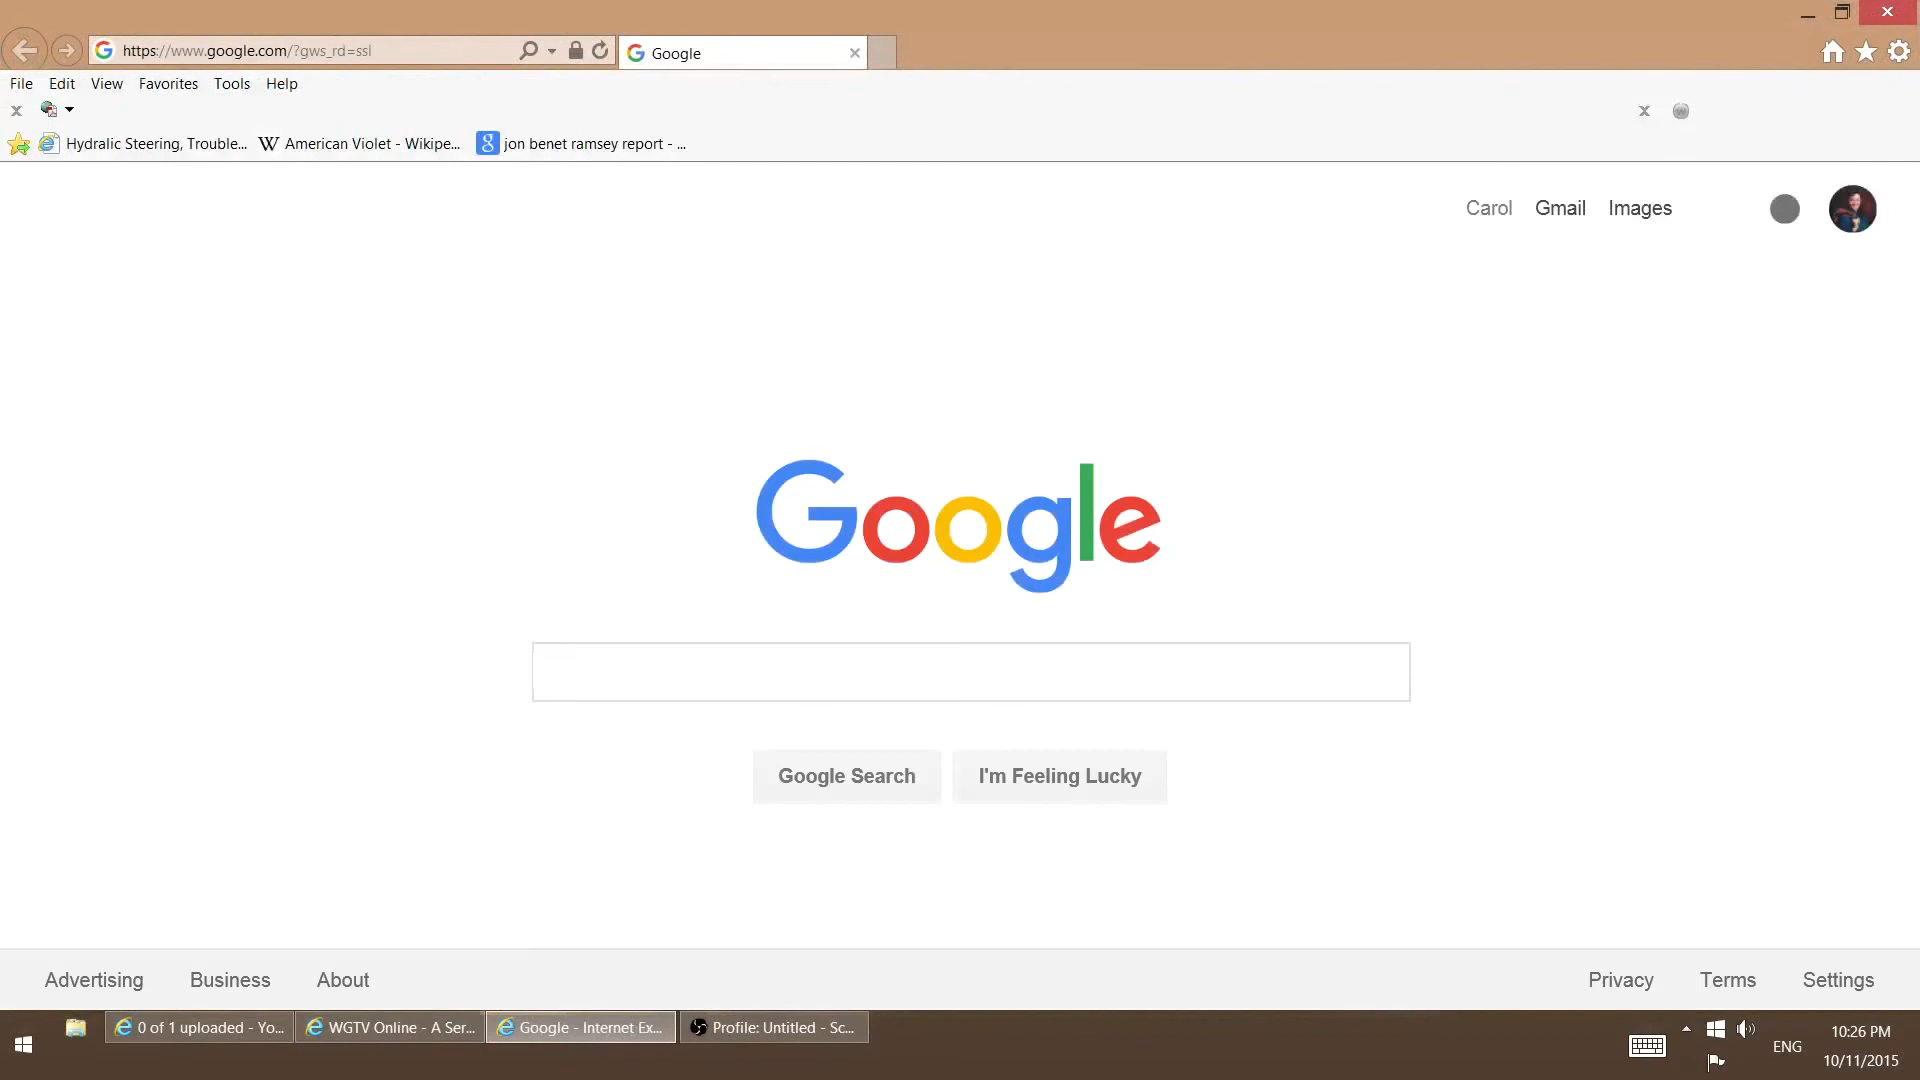 https://www.google.com/?gws_rd=ssl
Google
File Edit View Favorites Tools Help
Hydralic Steering, Trouble... American Violet - Wikipe... jon benet ramsey report - ...
Carol Gmail Images
Google
Google Search I'm Feeling Lucky
Advertising Business About Privacy Terms Settings
0 of 1 uploaded - Yo... WGTV Online - A Ser... Google - Internet Ex... Profile: Untitled - Sc...
ENG
10:26 PM
10/11/2015